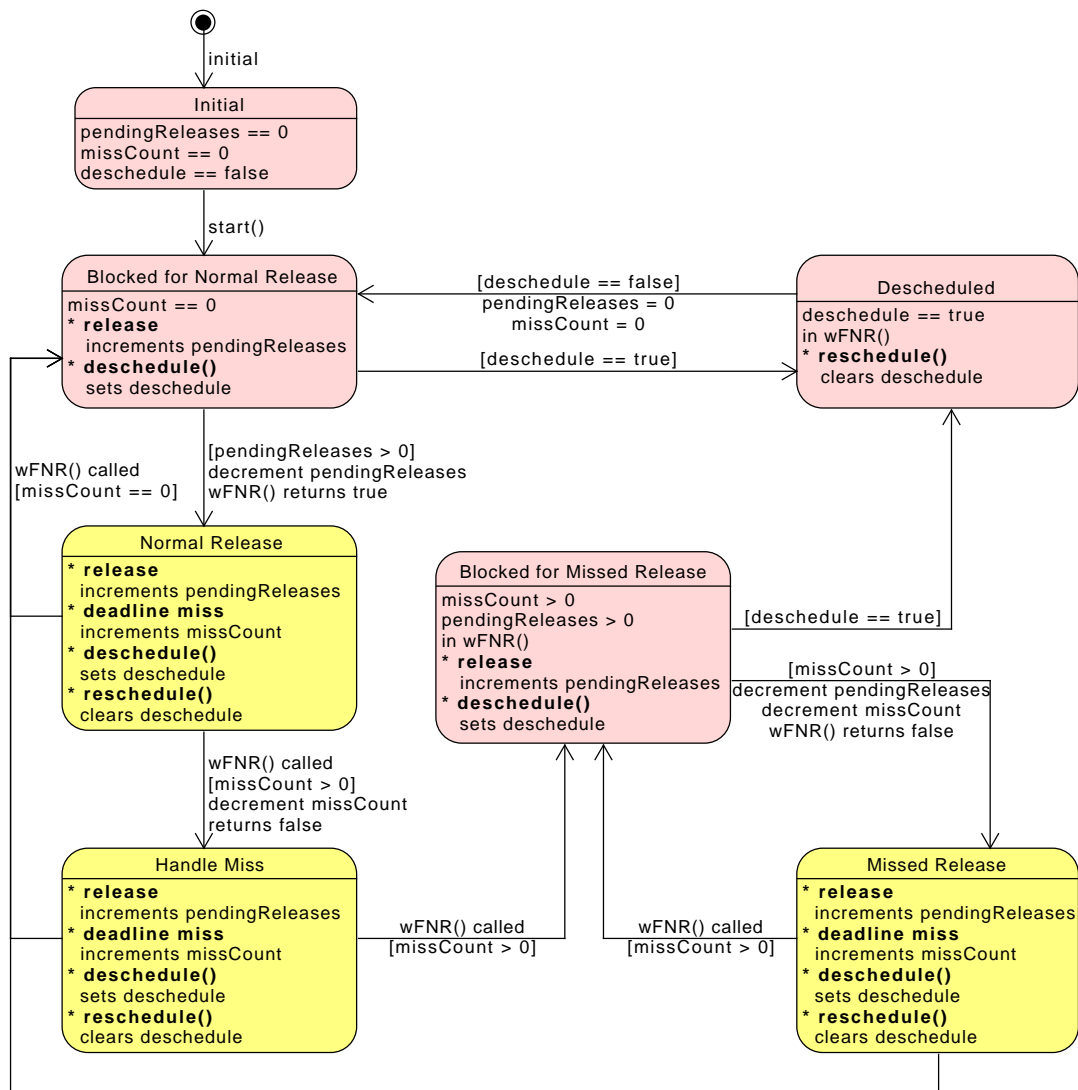 initial
Initial
pendingReleases == 0
missCount == 0
deschedule == false
start()
Blocked for Normal Release
missCount == 0
* release
increments pendingReleases
* deschedule()
sets deschedule
[deschedule == false]
pendingReleases = 0
missCount = 0
[deschedule == true]
Descheduled
deschedule == true
in wFNR()
* reschedule()
clears deschedule
wFNR() called
[missCount == 0]
[pendingReleases > 0]
decrement pendingReleases
wFNR() returns true
Normal Release
* release
increments pendingReleases
* deadline miss
increments missCount
* deschedule()
sets deschedule
* reschedule()
clears deschedule
Blocked for Missed Release
missCount > 0
pendingReleases > 0
in wFNR()
* release
increments pendingReleases
* deschedule()
sets deschedule
[deschedule == true]
[missCount > 0]
decrement pendingReleases
decrement missCount
wFNR() returns false
wFNR() called
[missCount > 0]
decrement missCount
returns false
Handle Miss
* release
increments pendingReleases
* deadline miss
increments missCount
* deschedule()
sets deschedule
* reschedule()
clears deschedule
wFNR() called
[missCount > 0]
wFNR() called
[missCount > 0]
Missed Release
* release
increments pendingReleases
* deadline miss
increments missCount
* deschedule()
sets deschedule
* reschedule()
clears deschedule